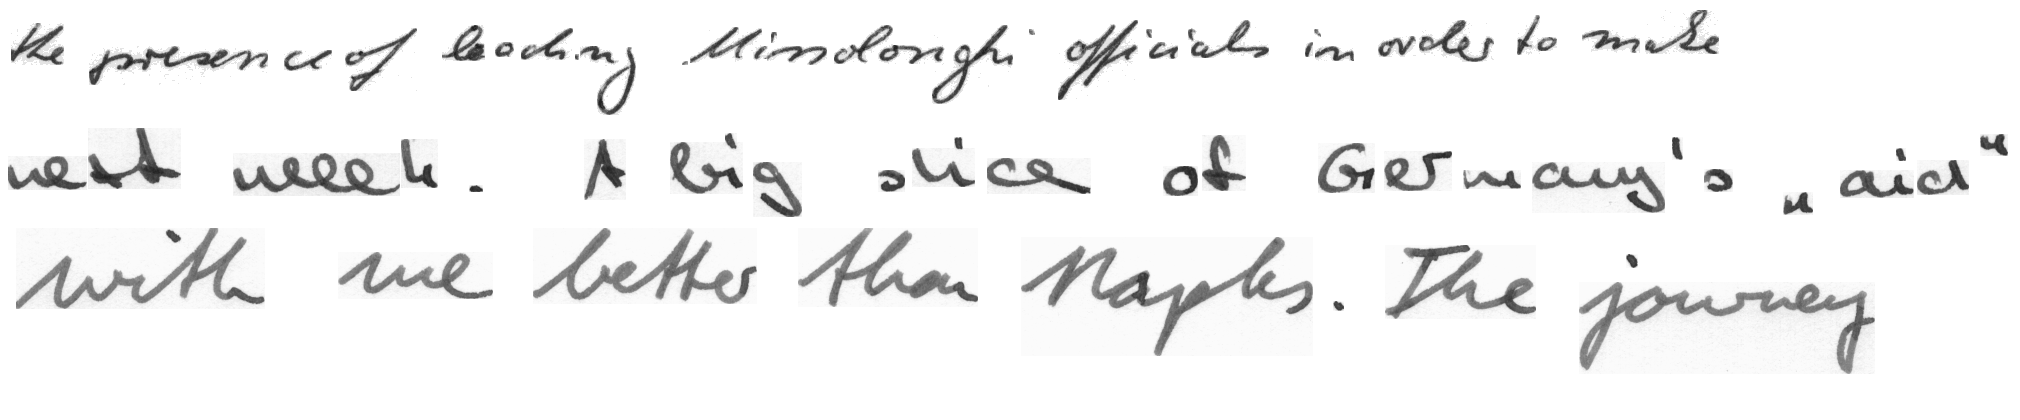 the presence of leading Missolonghi officials in order to make
next week. A big slice of Germany's „aid"
with me better than Naples. The journey